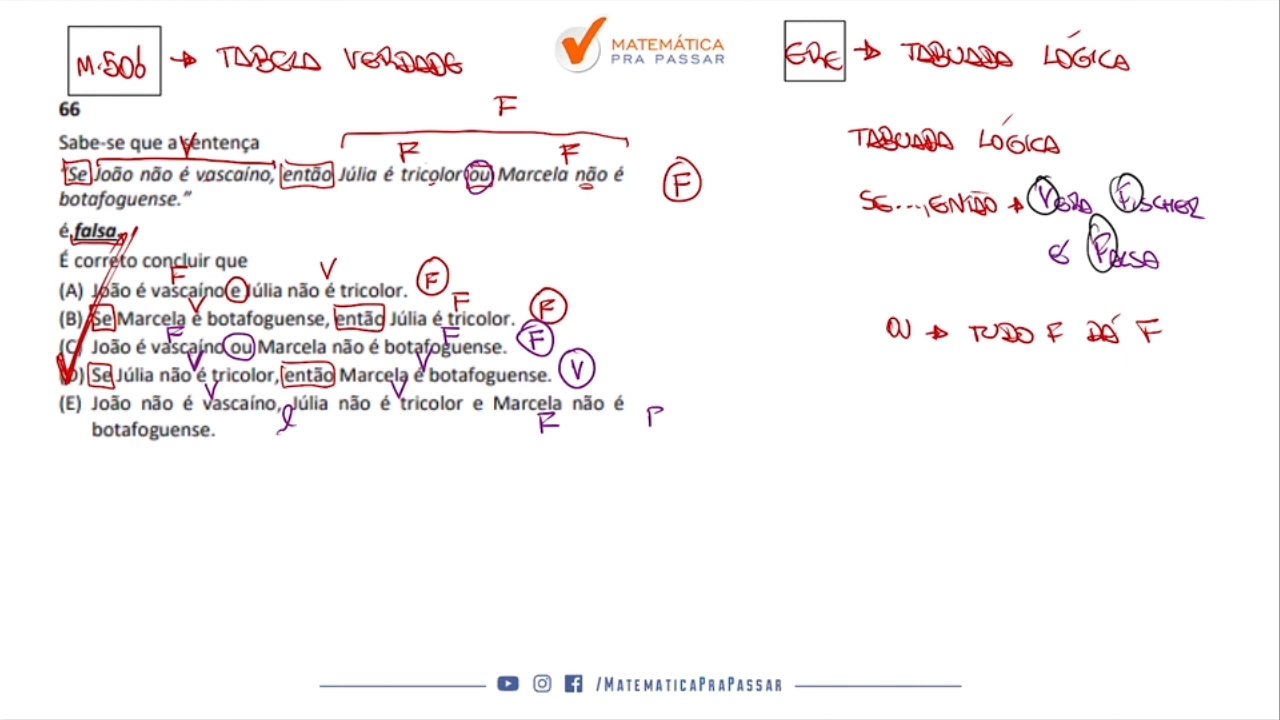 M.50b → TABELA VERDADE
MATEMÁTICA
PRA PASSAR
ERE → TABUADA LÓGICA
66
F
Sabe-se que a sentença
V F F
"Se João não é vascaíno, então Júlia é tricolor ou Marcela não é
botafoguense."
F
é falsa.
É correto concluir que
F V
(A) João é vascaíno e Júlia não é tricolor. F
V F
(B) Se Marcela é botafoguense, então Júlia é tricolor. F
F F
(C) João é vascaíno ou Marcela não é botafoguense. F
V V
(D) Se Júlia não é tricolor, então Marcela é botafoguense. V
V V
(E) João não é vascaíno, Júlia não é tricolor e Marcela não é
botafoguense.
F
TABUADA LÓGICA
SE..., ENTÃO → VERA FISCHER
É FALSA
OU → TUDO F DÁ F
/MATEMATICAPRAPASSAR